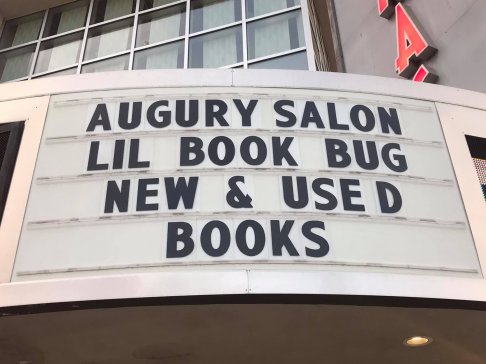 AUGURY SALON
LIL BOOK BUG
NEW & USED
BOOKS